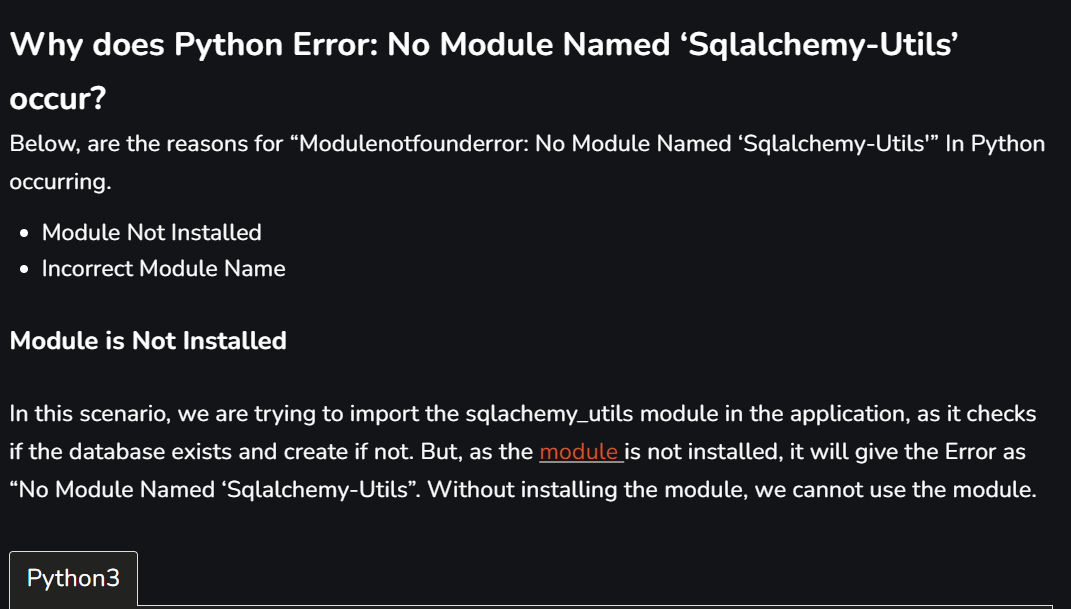 Why does Python Error: No Module Named ‘Sqlalchemy-Utils’
occur?
Below, are the reasons for “Modulenotfounderror: No Module Named ‘Sqlalchemy-Utils'” In Python
occurring.
• Module Not Installed
• Incorrect Module Name
Module is Not Installed
In this scenario, we are trying to import the sqlachemy_utils module in the application, as it checks
if the database exists and create if not. But, as the module is not installed, it will give the Error as
“No Module Named ‘Sqlalchemy-Utils”. Without installing the module, we cannot use the module.
Python3